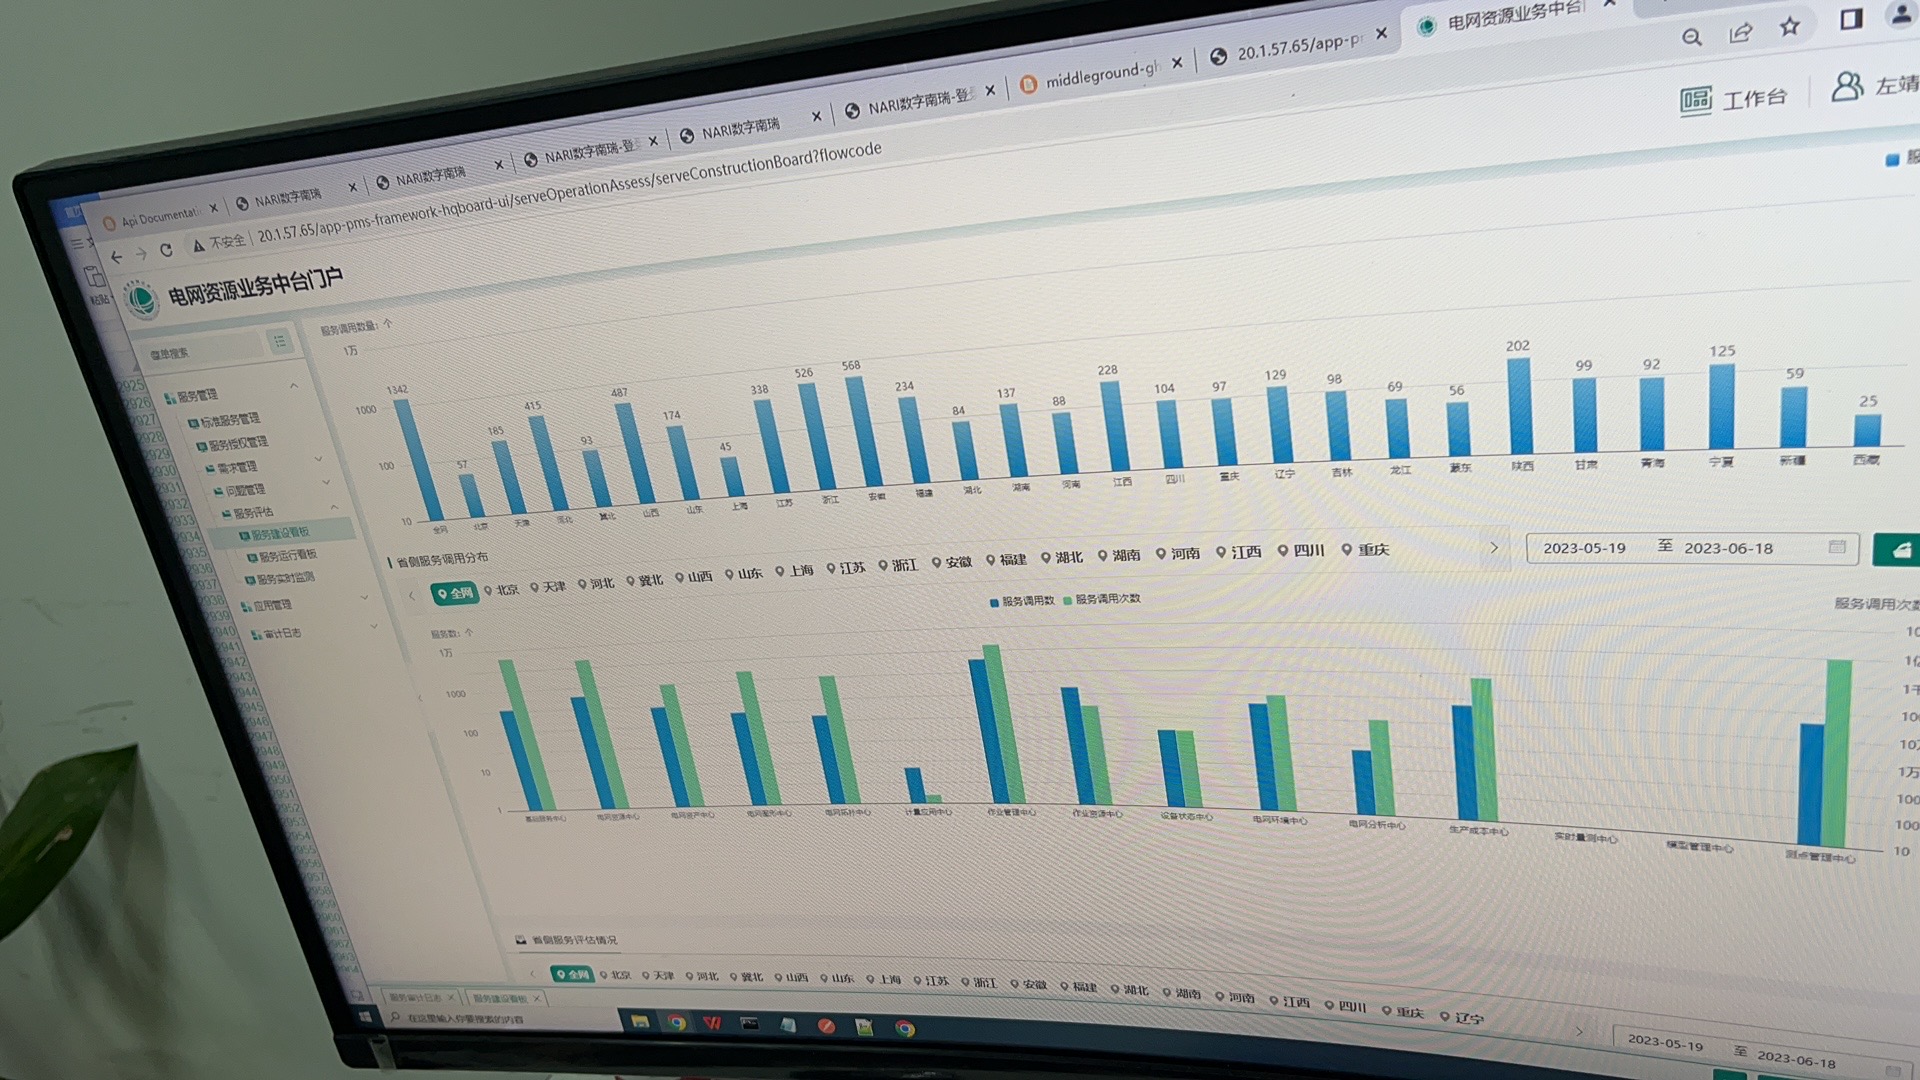 Api Documentati
NARI数字南瑞
NARI数字南瑞
NARI数字南瑞-登
NARI数字南瑞
NARI数字南瑞-登
middleground-gh
20.1.57.65/app-p
电网资源业务中台
不安全
20.1.57.65/app-pms-framework-hqboard-ui/serveOperationAssess/serveConstructionBoard?flowcode
电网资源业务中台门户
工作台
左靖
粘贴
菜单搜索
服务管理
标准服务管理
服务授权管理
需求管理
问题管理
服务评估
服务建设看板
服务运行看板
服务实时监测
应用管理
审计日志
服务调用数量：个
服
1万
1000
100
10
1342 57 185 415 93 487 174 45 338 526 568 234 84 137 88 228 104 97 129 98 69 56 202 99 92 125 59 25
全网 北京 天津 河北 冀北 山西 山东 上海 江苏 浙江 安徽 福建 湖北 湖南 河南 江西 四川 重庆 辽宁 吉林 龙江 蒙东 陕西 甘肃 青海 宁夏 新疆 西藏
省侧服务调用分布
全网 北京 天津 河北 冀北 山西 山东 上海 江苏 浙江 安徽 福建 湖北 湖南 河南 江西 四川 重庆
2023-05-19 至 2023-06-18
服务调用数 服务调用次数
服务数：个
服务调用次数
1万
1000
100
10
1
基础服务中心 电网资源中心 电网资产中心 电网图形中心 电网拓扑中心 计量应用中心 作业管理中心 作业资源中心 设备状态中心 电网环境中心 电网分析中心 生产成本中心 实时量测中心 模型管理中心 测点管理中心
省侧服务评估情况
全网 北京 天津 河北 冀北 山西 山东 上海 江苏 浙江 安徽 福建 湖北 湖南 河南 江西 四川 重庆 辽宁
2023-05-19 至 2023-06-18
服务审计日志
服务建设看板
在这里输入你要搜索的内容